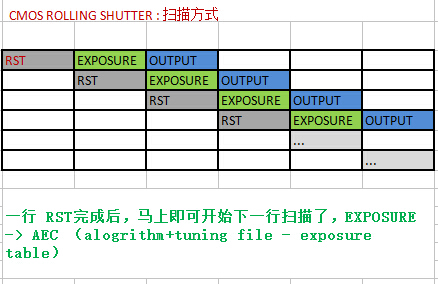 CMOS ROLLING SHUTTER : 扫描方式
RST EXPOSURE OUTPUT
RST EXPOSURE OUTPUT
RST EXPOSURE OUTPUT
RST EXPOSURE OUTPUT
...
...
一行 RST完成后，马上即可开始下一行扫描了，EXPOSURE
-> AEC （alogrithm+tuning file - exposure
table）